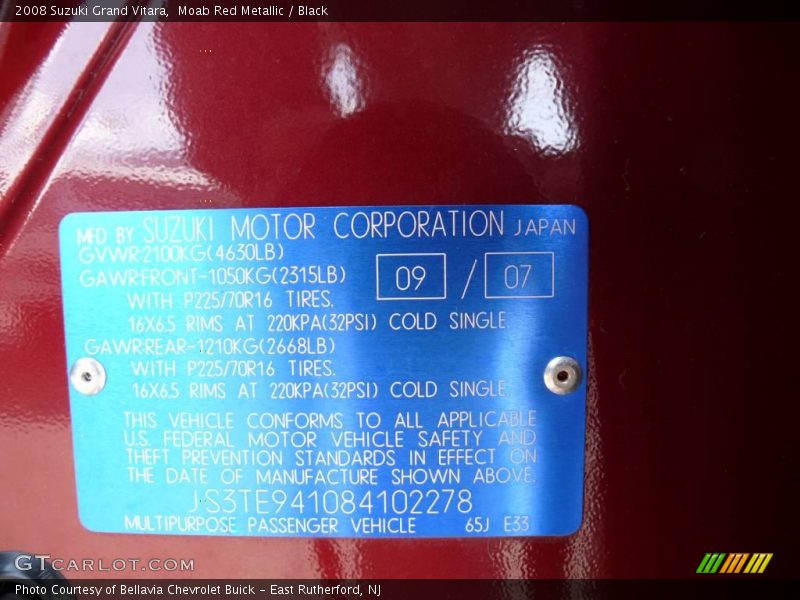 2008 Suzuki Grand Vitara, Moab Red Metallic / Black
MFD BY SUZUKI MOTOR CORPORATION JAPAN
GVWR:2100KG(4630LB)
GAWR:FRONT-1050KG(2315LB) 09 / 07
WITH P225/70R16 TIRES.
16X6.5 RIMS AT 220KPA(32PSI) COLD SINGLE.
GAWR:REAR-1210KG(2668LB)
WITH P225/70R16 TIRES.
16X6.5 RIMS AT 220KPA(32PSI) COLD SINGLE.
THIS VEHICLE CONFORMS TO ALL APPLICABLE
U.S. FEDERAL MOTOR VEHICLE SAFETY AND
THEFT PREVENTION STANDARDS IN EFFECT ON
THE DATE OF MANUFACTURE SHOWN ABOVE.
JS3TE941084102278
MULTIPURPOSE PASSENGER VEHICLE 65J E33
GTCARLOT.COM
Photo Courtesy of Bellavia Chevrolet Buick - East Rutherford, NJ